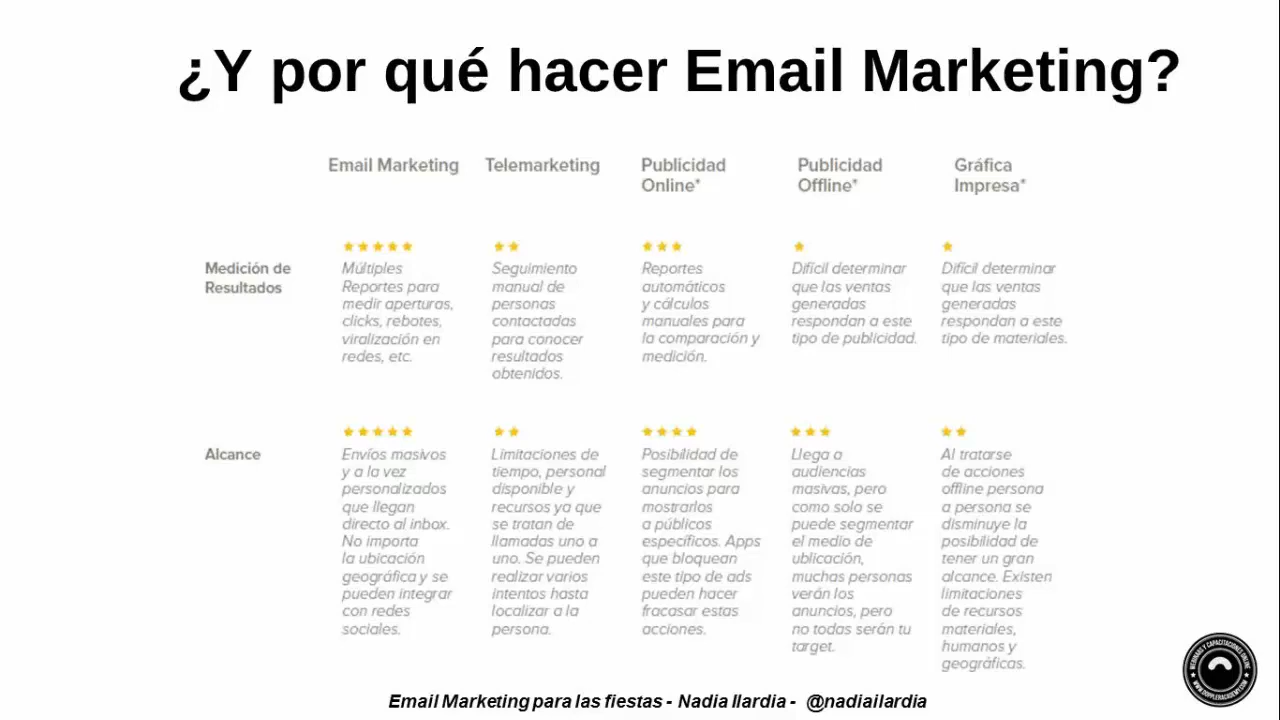 ¿Y por qué hacer Email Marketing?
Email Marketing
Telemarketing
Publicidad
Online*
Publicidad
Offline*
Gráfica
Impresa*
Medición de
Resultados
Múltiples
Reportes para
medir aperturas,
clicks, rebotes,
viralización en
redes, etc.
Seguimiento
manual de
personas
contactadas
para conocer
resultados
obtenidos.
Reportes
automáticos
y cálculos
manuales para
la comparación y
medición.
Difícil determinar
que las ventas
generadas
respondan a este
tipo de publicidad.
Difícil determinar
que las ventas
generadas
respondan a este
tipo de materiales.
Alcance
Envíos masivos
y a la vez
personalizados
que llegan
directo al inbox.
No importa
la ubicación
geográfica y se
pueden integrar
con redes
sociales.
Limitaciones de
tiempo, personal
disponible y
recursos ya que
se tratan de
llamadas uno a
uno. Se pueden
realizar varios
intentos hasta
localizar a la
persona.
Posibilidad de
segmentar los
anuncios para
mostrarlos
a públicos
específicos. Apps
que bloquean
este tipo de ads
pueden hacer
fracasar estas
acciones.
Llega a
audiencias
masivas, pero
como solo se
puede segmentar
el medio de
ublicación,
muchas personas
verán los
anuncios, pero
no todas serán tu
target.
Al tratarse
de acciones
offline persona
a persona se
disminuye la
posibilidad de
tener un gran
alcance. Existen
limitaciones
de recursos
materiales,
humanos y
geográficas.
Email Marketing para las fiestas - Nadia Ilardia - @nadiailardia
WEBINARS Y CAPACITACIONES ONLINE
WWW.DOPPLERACADEMY.COM